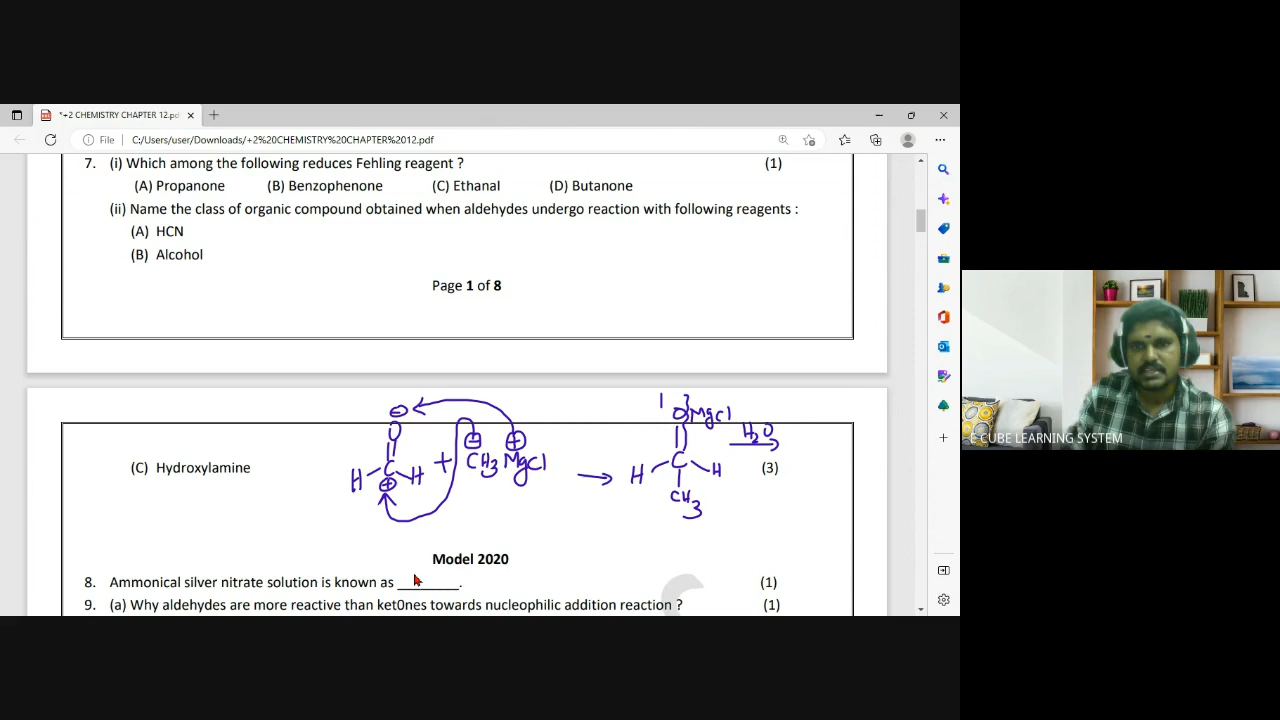 *+2 CHEMISTRY CHAPTER 12.pd
File C:/Users/user/Downloads/+2%20CHEMISTRY%20CHAPTER%2012.pdf
7. (i) Which among the following reduces Fehling reagent ? (1)
(A) Propanone (B) Benzophenone (C) Ethanal (D) Butanone
(ii) Name the class of organic compound obtained when aldehydes undergo reaction with following reagents :
(A) HCN
(B) Alcohol
Page 1 of 8
O OMgCl H2O
(C) Hydroxylamine H C H + CH3 MgCl H C H (3)
CH3
Model 2020
8. Ammonical silver nitrate solution is known as ________. (1)
9. (a) Why aldehydes are more reactive than ket0nes towards nucleophilic addition reaction ? (1)
E CUBE LEARNING SYSTEM